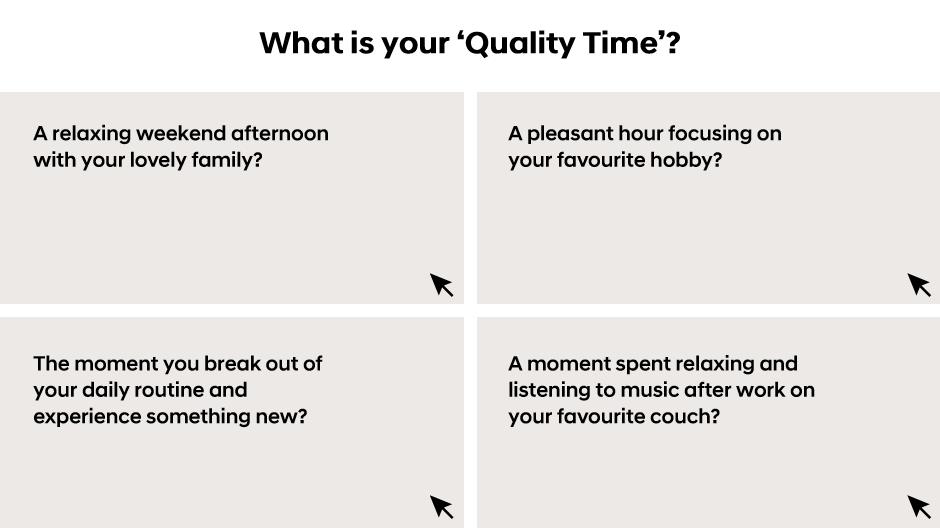 What is your ‘Quality Time’?
A relaxing weekend afternoon
with your lovely family?
A pleasant hour focusing on
your favourite hobby?
The moment you break out of
your daily routine and
experience something new?
A moment spent relaxing and
listening to music after work on
your favourite couch?